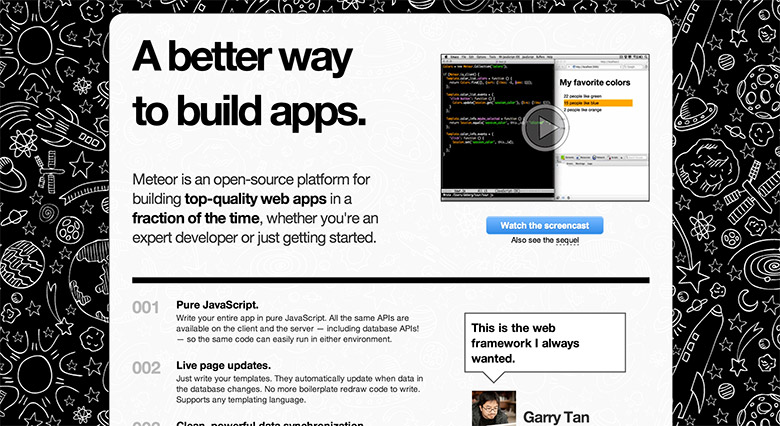 A better way
to build apps.
Meteor is an open-source platform for
building top-quality web apps in a
fraction of the time, whether you're an
expert developer or just getting started.
My favorite colors
22 people like green
15 people like blue
2 people like orange
Watch the screencast
Also see the sequel
001 Pure JavaScript.
Write your entire app in pure JavaScript. All the same APIs are
available on the client and the server — including database APIs!
— so the same code can easily run in either environment.
002 Live page updates.
Just write your templates. They automatically update when data in
the database changes. No more boilerplate redraw code to write.
Supports any templating language.
Clean, powerful data synchronization.
This is the web
framework I always
wanted.
Garry Tan